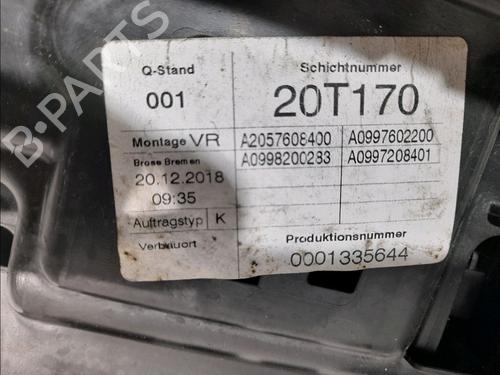 B-PARTS
Q-Stand
001
Schichtnummer
20T170
Montage VR
A2057608400 A0997602200
Brose Bremen
A0998200283 A0997208401
20.12.2018
09:35
Auftragstyp K
Verbauort
Produktionsnummer
0001335644